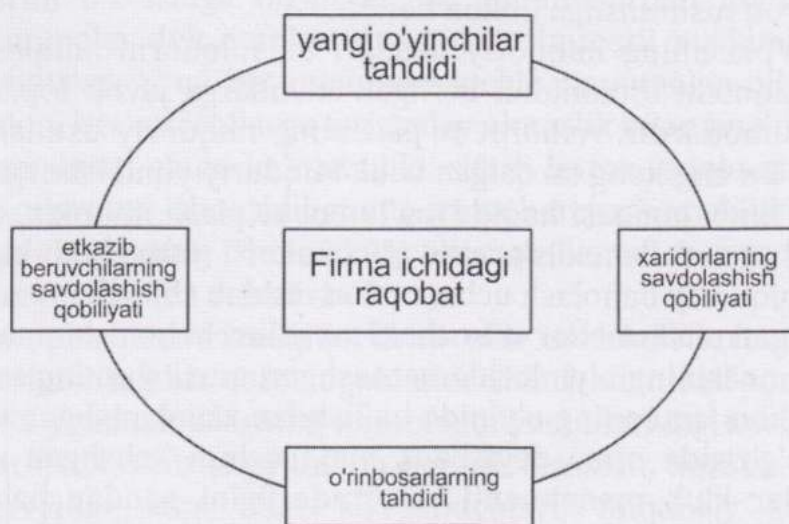 yangi o'yinchilar
tahdidi
etkazib
beruvchilarning
savdolashish
qobiliyati
Firma ichidagi
raqobat
xaridorlarning
savdolashish
qobiliyati
o'rinbosarlarning
tahdidi